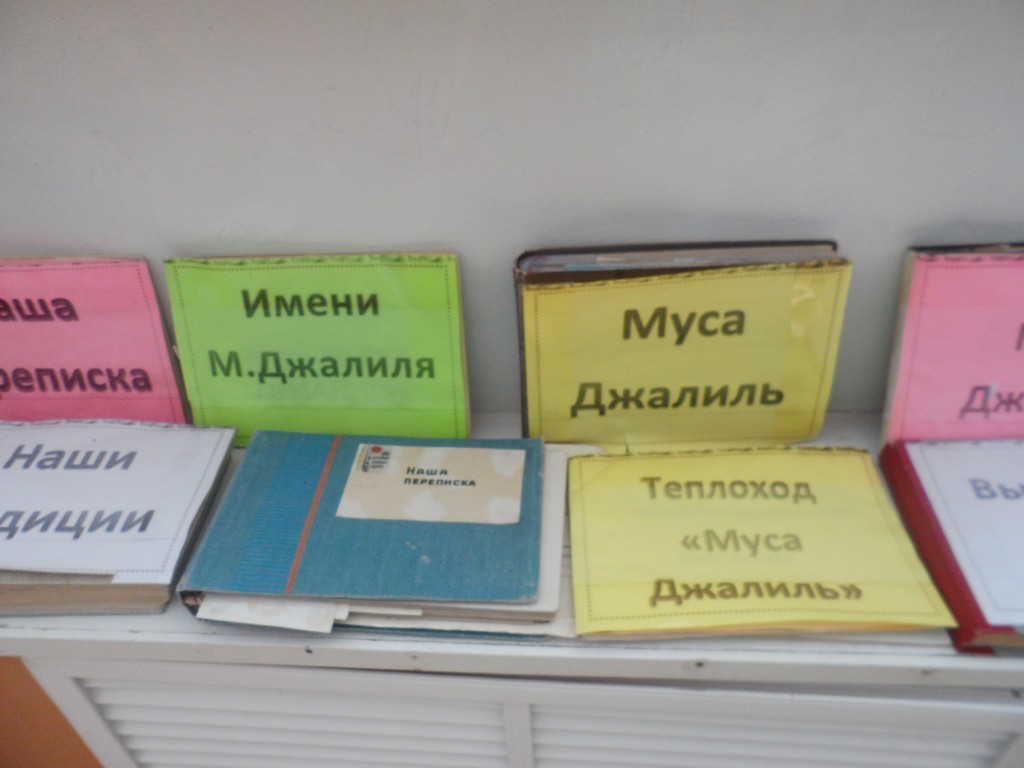 Имени
М.Джалиля
Муса
Джалиль
Наши
Наша
переписка
Теплоход
«Муса
Джалиль»